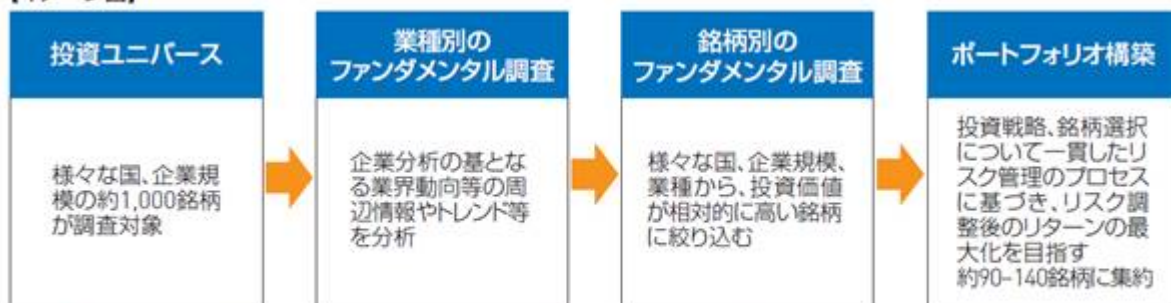 投資ユニバース
様々な国、企業規
模の約1,000銘柄
が調査対象
業種別の
ファンダメンタル調査
企業分析の基とな
る業界動向等の周
辺情報やトレンド等
を分析
銘柄別の
ファンダメンタル調査
様々な国、企業規模、
業種から、投資価値
が相対的に高い銘柄
に絞り込む
ポートフォリオ構築
投資戦略、銘柄選択
について一貫したリ
スク管理のプロセス
に基づき、リスク調
整後のリターンの最
大化を目指す
約90-140銘柄に集約